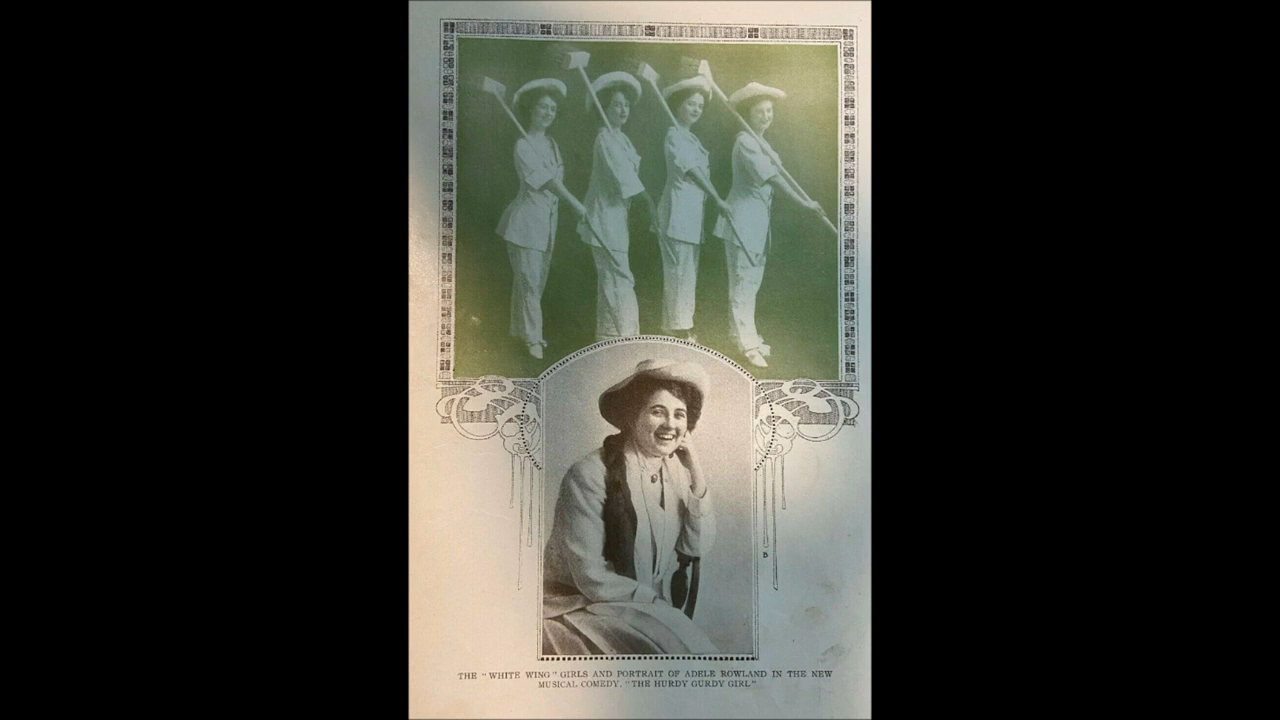 THE "WHITE WING" GIRLS AND PORTRAIT OF ADELE ROWLAND IN THE NEW
MUSICAL COMEDY, "THE HURDY GURDY GIRL"